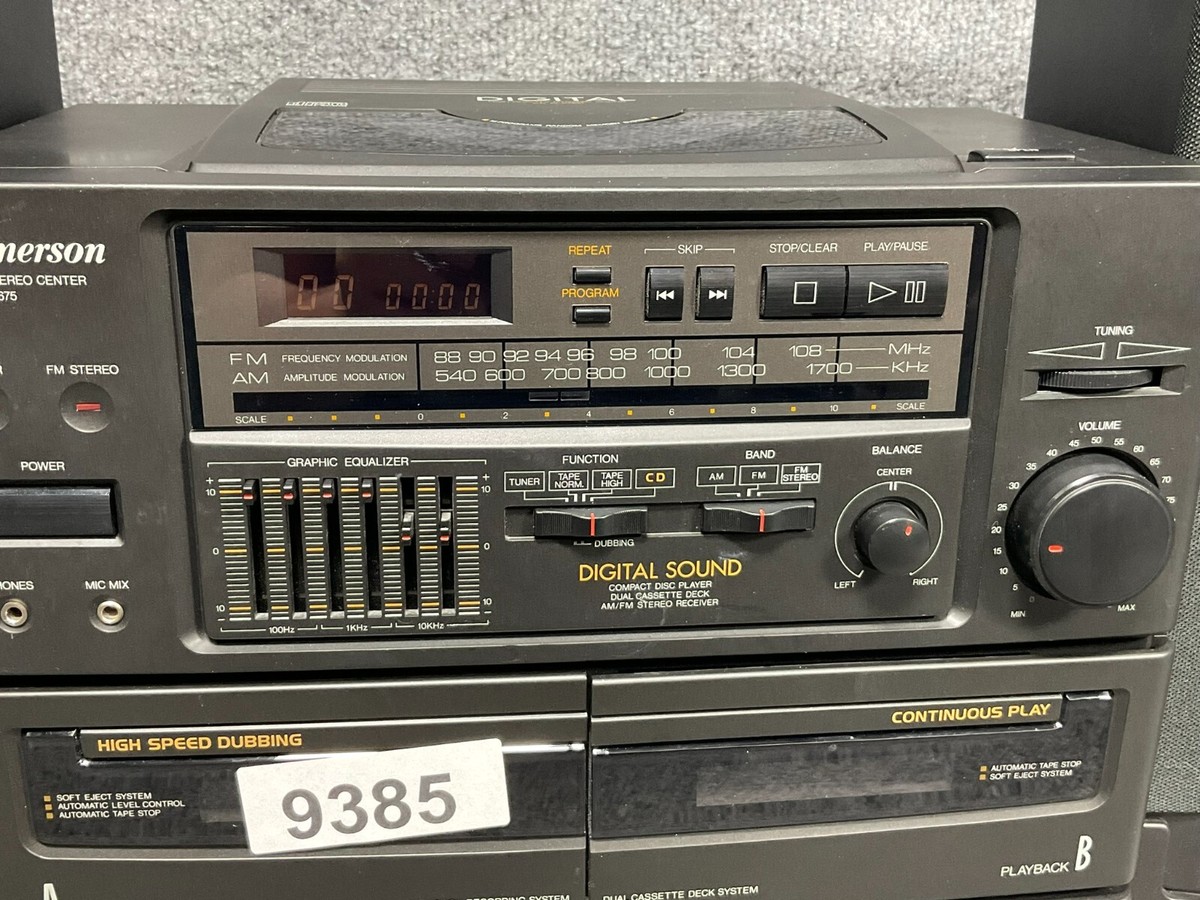 DIGITAL
merson
EREO CENTER
675
REPEAT
PROGRAM
SKIP
STOP/CLEAR
PLAY/PAUSE
00 00:00
FM FREQUENCY MODULATION 88 90 92 94 96 98 100 104 108 MHz
AM AMPLITUDE MODULATION 540 600 700 800 1000 1300 1700 KHz
SCALE 0 2 4 6 8 10 SCALE
TUNING
FM STEREO
POWER
ONES
MIC MIX
GRAPHIC EQUALIZER
+ +
10 10
0 0
10 10
100Hz 1KHz 10KHz
FUNCTION
TUNER TAPE NORM. TAPE HIGH CD
DUBBING
BAND
AM FM FM STEREO
BALANCE
CENTER
LEFT RIGHT
DIGITAL SOUND
COMPACT DISC PLAYER
DUAL CASSETTE DECK
AM/FM STEREO RECEIVER
VOLUME
MIN 0 5 10 15 20 25 30 35 40 45 50 55 60 65 70 75 MAX
HIGH SPEED DUBBING
SOFT EJECT SYSTEM
AUTOMATIC LEVEL CONTROL
AUTOMATIC TAPE STOP
9385
CONTINUOUS PLAY
AUTOMATIC TAPE STOP
SOFT EJECT SYSTEM
PLAYBACK B
A
RECORDING SYSTEM
DUAL CASSETTE DECK SYSTEM